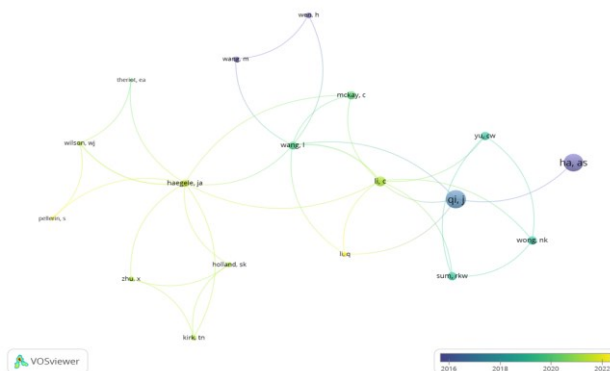 wen, h
wang, m
theriot, ea
mckay, c
yu, cw
wilson, wj
wang, l
ha, as
haegele, ja
li, c
qi, j
pellerin, s
wong, nk
li, q
holland, sk
sum, rkw
zhu, x
kirk, tn
VOSviewer
2016 2018 2020 2022